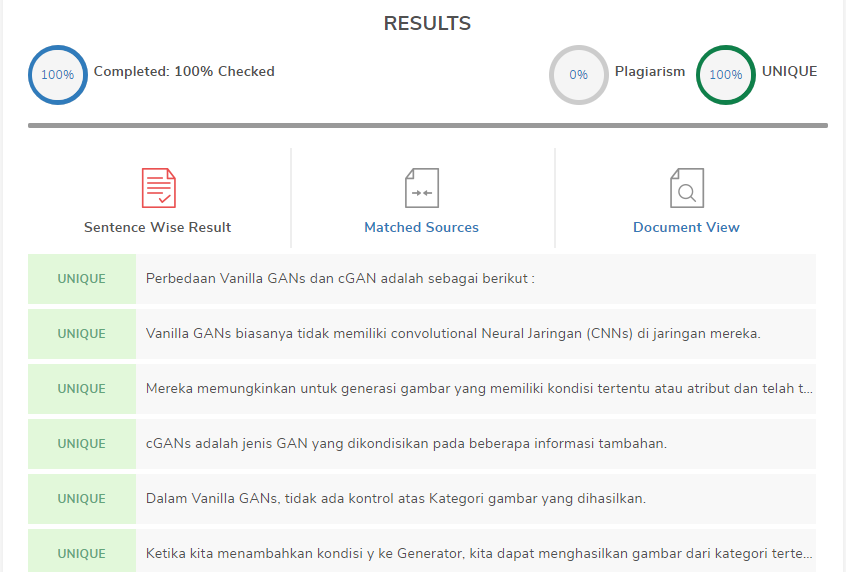 RESULTS
100% Completed: 100% Checked 0% Plagiarism 100% UNIQUE
Sentence Wise Result Matched Sources Document View
UNIQUE Perbedaan Vanilla GANs dan cGAN adalah sebagai berikut :
UNIQUE Vanilla GANs biasanya tidak memiliki convolutional Neural Jaringan (CNNs) di jaringan mereka.
UNIQUE Mereka memungkinkan untuk generasi gambar yang memiliki kondisi tertentu atau atribut dan telah t...
UNIQUE cGANs adalah jenis GAN yang dikondisikan pada beberapa informasi tambahan.
UNIQUE Dalam Vanilla GANs, tidak ada kontrol atas Kategori gambar yang dihasilkan.
UNIQUE Ketika kita menambahkan kondisi y ke Generator, kita dapat menghasilkan gambar dari kategori terte...